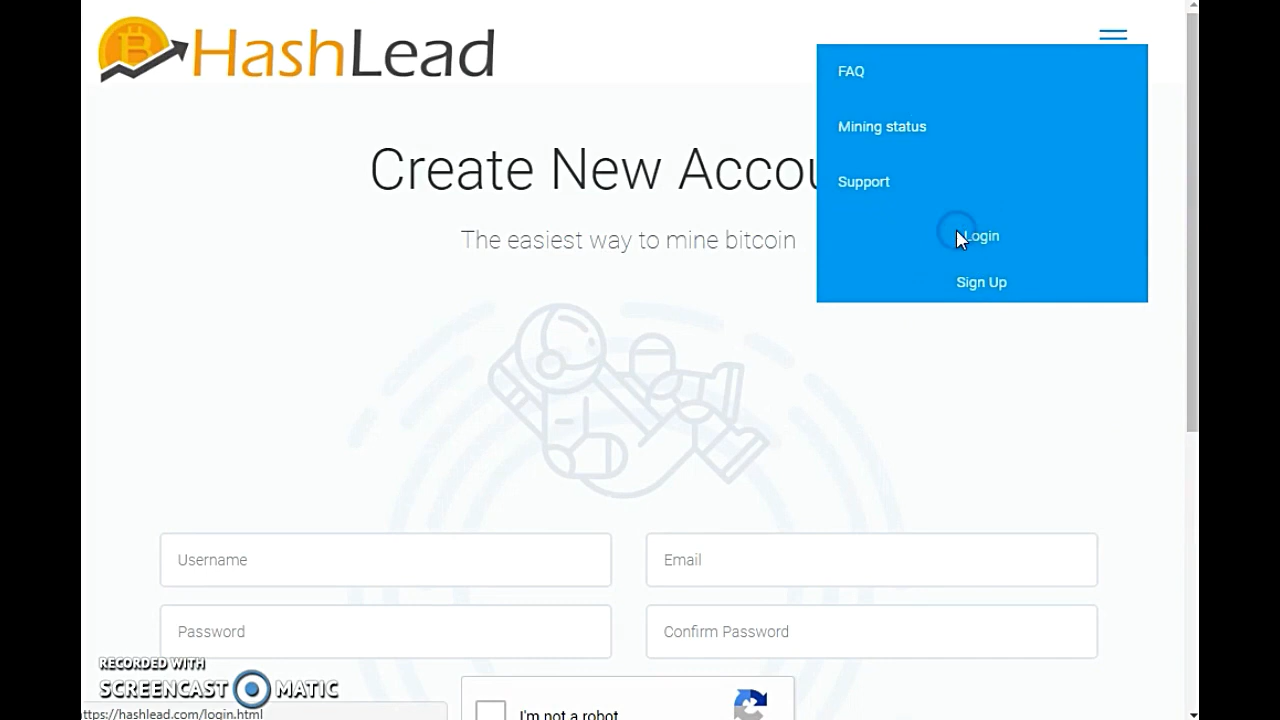 HashLead
FAQ
Mining status
Support
Login
Sign Up
Create New Accou
The easiest way to mine bitcoin
Username
Email
Password
Confirm Password
I'm not a robot
RECORDED WITH
SCREENCAST MATIC
ttps://hashlead.com/login.html